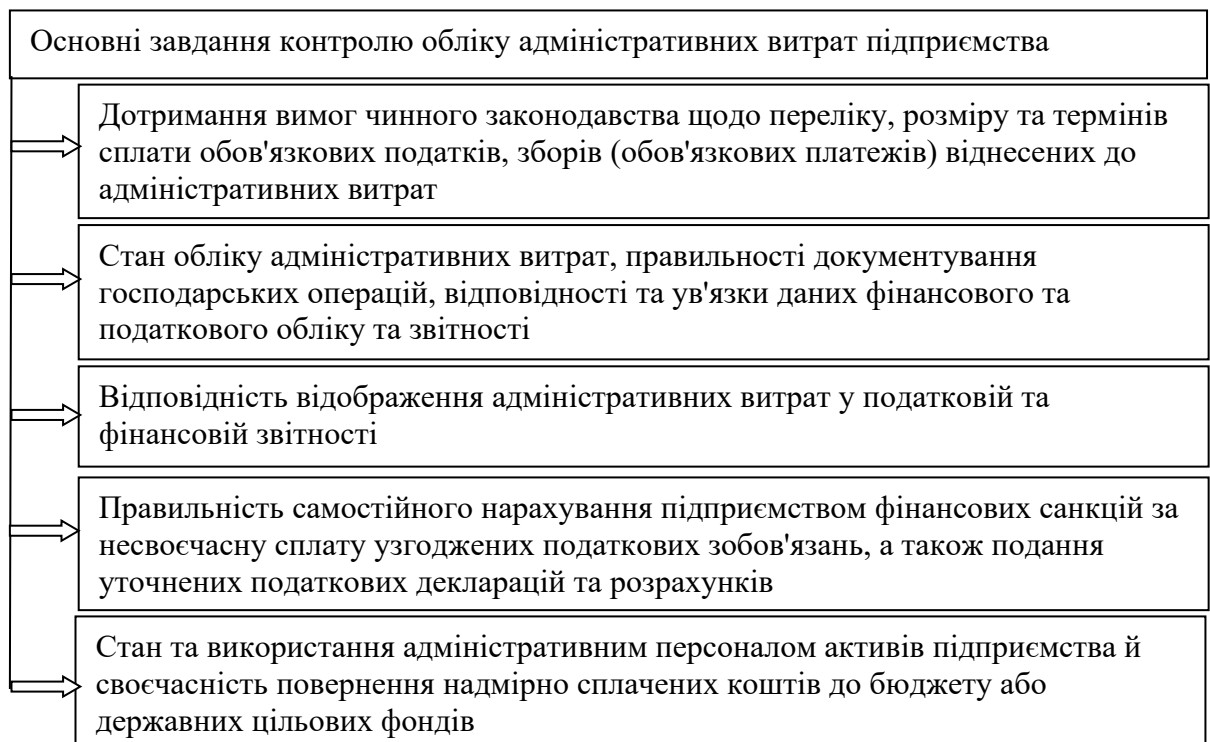 Основні завдання контролю обліку адміністративних витрат підприємства
Дотримання вимог чинного законодавства щодо переліку, розміру та термінів
сплати обов'язкових податків, зборів (обов'язкових платежів) віднесених до
адміністративних витрат
Стан обліку адміністративних витрат, правильності документування
господарських операцій, відповідності та ув'язки даних фінансового та
податкового обліку та звітності
Відповідність відображення адміністративних витрат у податковій та
фінансовій звітності
Правильність самостійного нарахування підприємством фінансових санкцій за
несвоєчасну сплату узгоджених податкових зобов'язань, а також подання
уточнених податкових декларацій та розрахунків
Стан та використання адміністративним персоналом активів підприємства й
своєчасність повернення надмірно сплачених коштів до бюджету або
державних цільових фондів